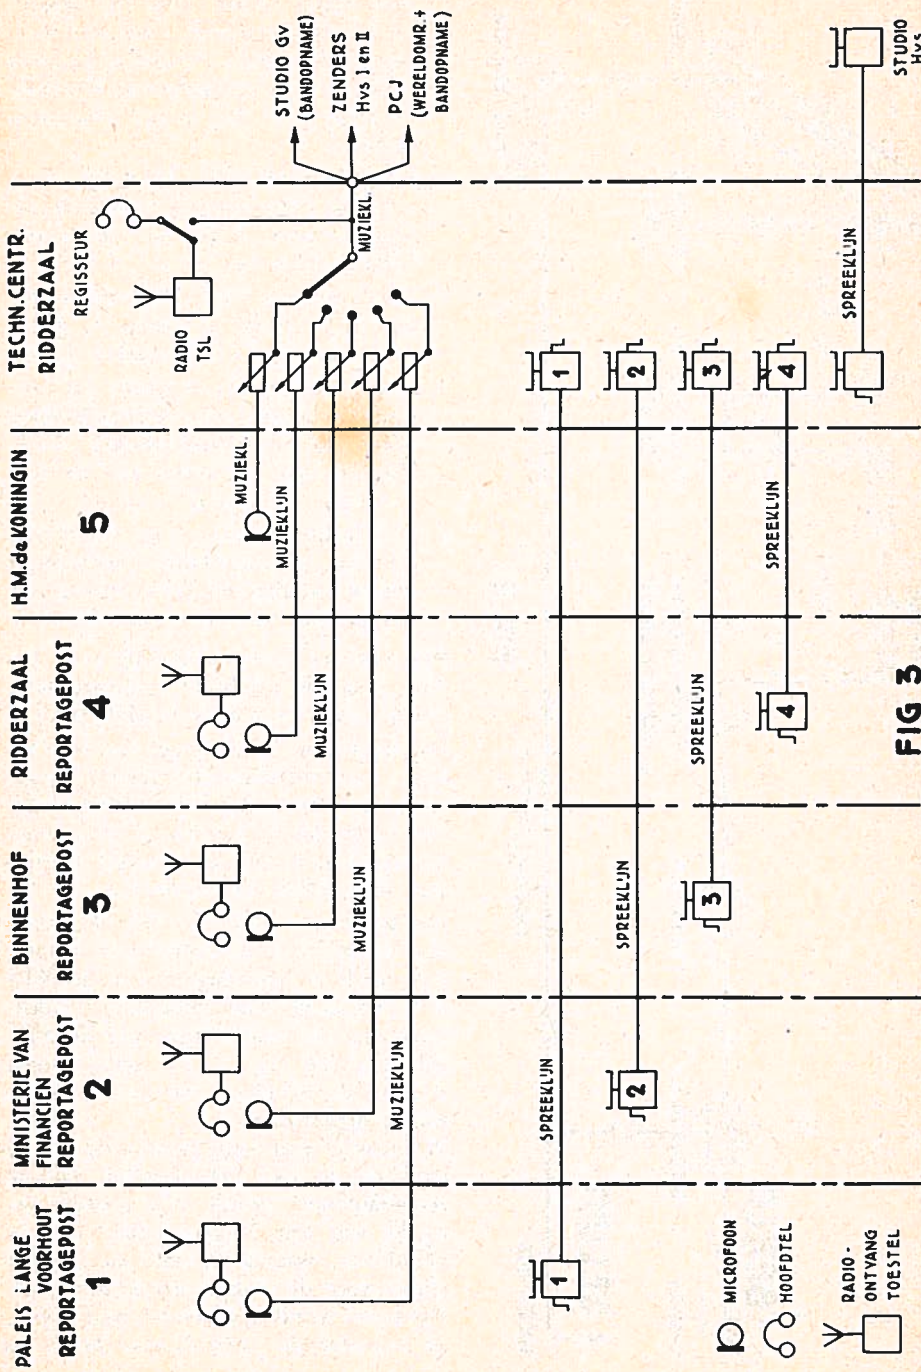 PALEIS LANGE
VOORHOUT
REPORTAGEPOST
1
MINISTERIE VAN
FINANCIEN
REPORTAGEPOST
2
BINNENHOF
REPORTAGEPOST
3
RIDDERZAAL
REPORTAGEPOST
4
H.M.de KONINGIN
5
TECHN.CENTR.
RIDDERZAAL
REGISSEUR
RADIO
TSL
MUZIEKL.
MUZIEKL.
MUZIEKLIJN
MUZIEKLIJN
MUZIEKLIJN
MUZIEKLIJN
STUDIO GV
(BANDOPNAME)
ZENDERS
HVS I en II
PCJ
(WERELDOMR.+
BANDOPNAME)
1
SPREEKLIJN
1
2
SPREEKLIJN
2
3
SPREEKLIJN
3
4
SPREEKLIJN
4
SPREEKLIJN
STUDIO
HVS
MICROFOON
HOOFDTEL
RADIO-
ONTVANG
TOESTEL
FIG 3